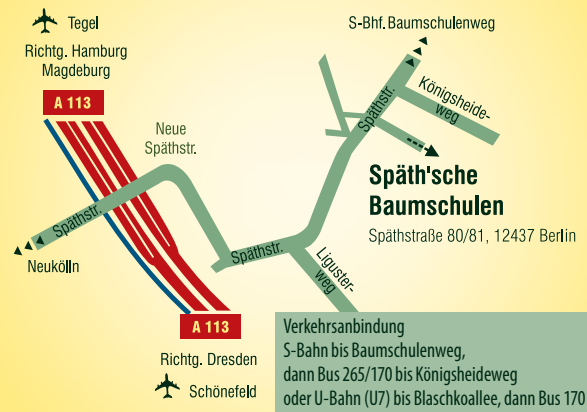 Tegel
Richtg. Hamburg
Magdeburg
A 113
S-Bhf. Baumschulenweg
Königsheide-
weg
Späthstr.
Neue
Späthstr.
Späth'sche
Baumschulen
Späthstraße 80/81, 12437 Berlin
Späthstr.
Neukölln
Späthstr.
Liguster-
weg
A 113
Richtg. Dresden
Schönefeld
Verkehrsanbindung
S-Bahn bis Baumschulenweg,
dann Bus 265/170 bis Königsheideweg
oder U-Bahn (U7) bis Blaschkoallee, dann Bus 170